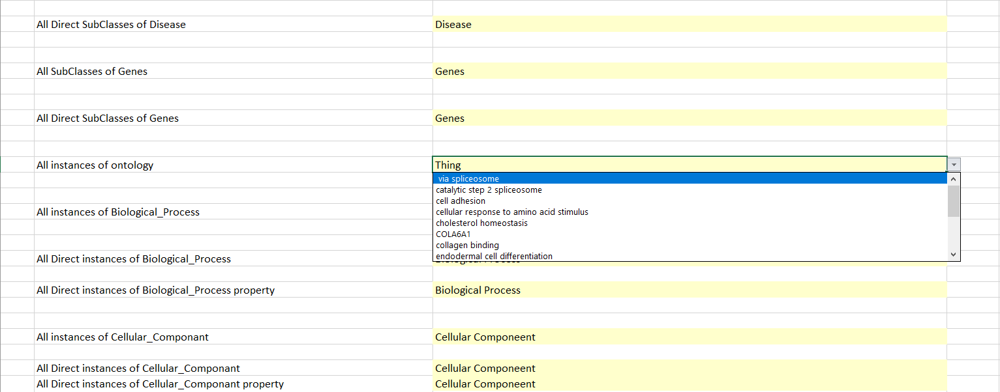 All Direct SubClasses of Disease Disease
All SubClasses of Genes Genes
All Direct SubClasses of Genes Genes
All instances of ontology Thing
via spliceosome
catalytic step 2 spliceosome
cell adhesion
All instances of Biological_Process cellular response to amino acid stimulus
cholesterol homeostasis
COLA6A1
collagen binding
All Direct instances of Biological_Process endodermal cell differentiation
All Direct instances of Biological_Process property Biological Process
All instances of Cellular_Componant Cellular Componeent
All Direct instances of Cellular_Componant Cellular Componeent
All Direct instances of Cellular_Componant property Cellular Componeent